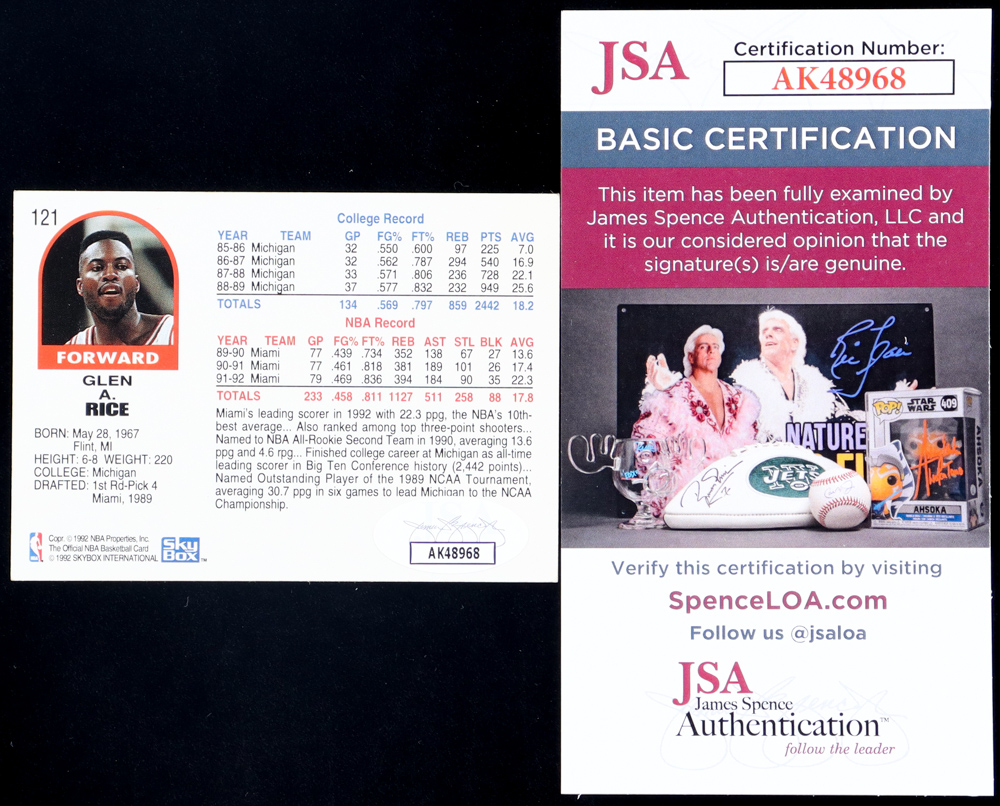 121
FORWARD
GLEN
A.
RICE
BORN: May 28, 1967
Flint, MI
HEIGHT: 6-8 WEIGHT: 220
COLLEGE: Michigan
DRAFTED: 1st Rd-Pick 4
Miami, 1989
Copr. © 1992 NBA Properties, Inc.
The Official NBA Basketball Card
© 1992 SKYBOX INTERNATIONAL
SKY BOX™
College Record
YEAR TEAM GP FG% FT% REB PTS AVG
85-86 Michigan 32 .550 .600 97 225 7.0
86-87 Michigan 32 .562 .787 294 540 16.9
87-88 Michigan 33 .571 .806 236 728 22.1
88-89 Michigan 37 .577 .832 232 949 25.6
TOTALS 134 .569 .797 859 2442 18.2
NBA Record
YEAR TEAM GP FG% FT% REB AST STL BLK AVG
89-90 Miami 77 .439 .734 352 138 67 27 13.6
90-91 Miami 77 .461 .818 381 189 101 26 17.4
91-92 Miami 79 .469 .836 394 184 90 35 22.3
TOTALS 233 .458 .811 1127 511 258 88 17.8
Miami's leading scorer in 1992 with 22.3 ppg, the NBA's 10th-
best average... Also ranked among top three-point shooters...
Named to NBA All-Rookie Second Team in 1990, averaging 13.6
ppg and 4.6 rpg... Finished college career at Michigan as all-time
leading scorer in Big Ten Conference history (2,442 points)...
Named Outstanding Player of the 1989 NCAA Tournament,
averaging 30.7 ppg in six games to lead Michigan to the NCAA
Championship.
AK48968
JSA
Certification Number:
AK48968
BASIC CERTIFICATION
This item has been fully examined by
James Spence Authentication, LLC and
it is our considered opinion that the
signature(s) is/are genuine.
NATURE
JETS
POP!
STAR WARS
409
AHSOKA
AHSOKA
Verify this certification by visiting
SpenceLOA.com
Follow us @jsaloa
JSA
James Spence
Authentication™
follow the leader